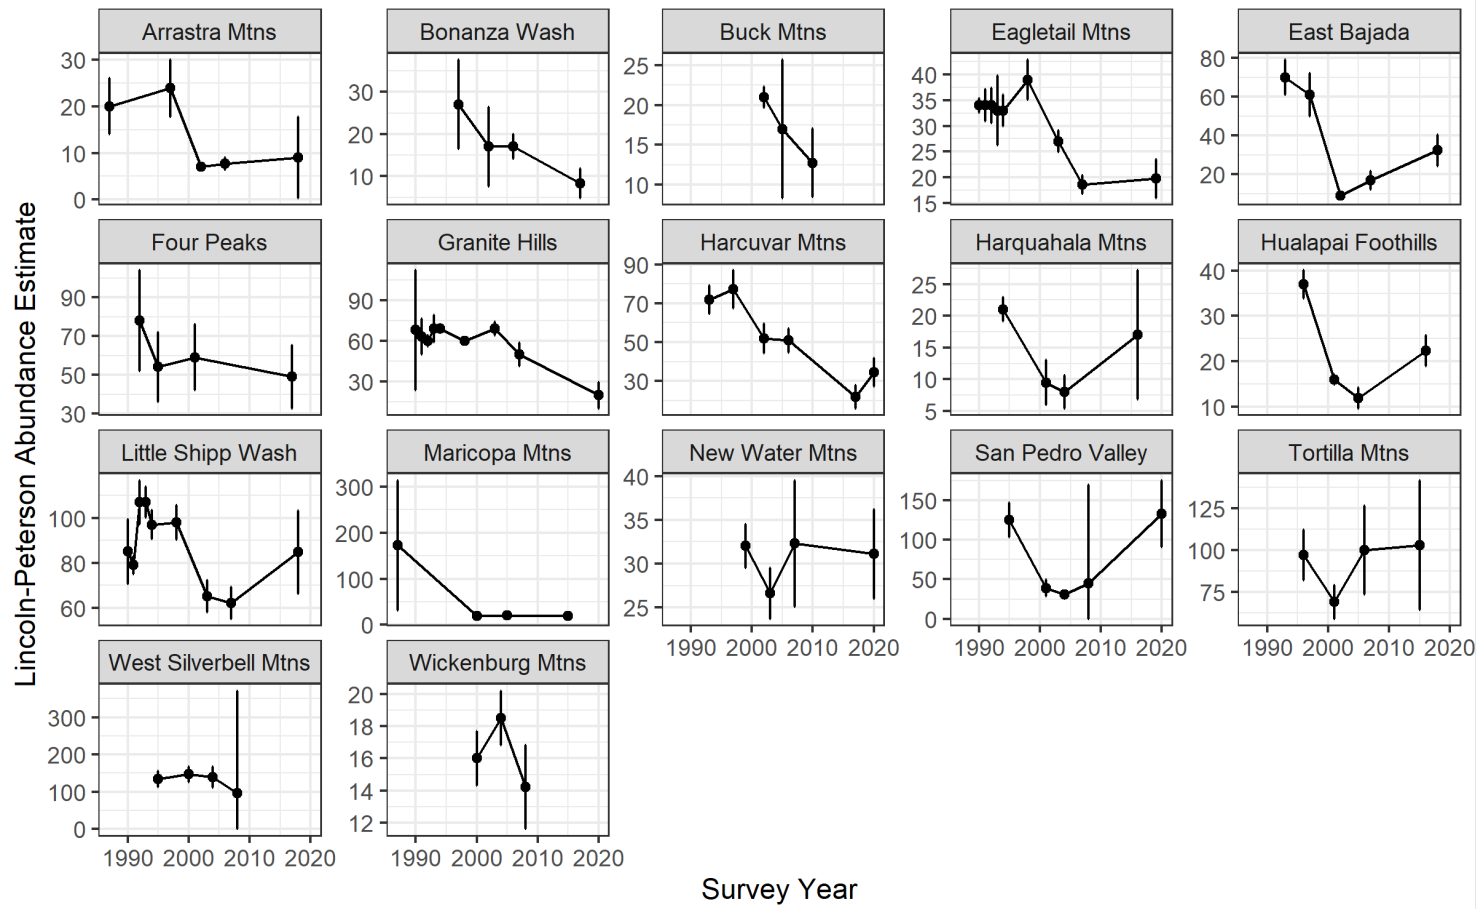 Arrastra Mtns
Bonanza Wash
Buck Mtns
Eagletail Mtns
East Bajada
30
20
10
0
30
20
10
25
20
15
10
40
35
30
25
20
15
80
60
40
20
Four Peaks
Granite Hills
Harcuvar Mtns
Harquahala Mtns
Hualapai Foothills
90
70
50
30
90
60
30
90
70
50
30
25
20
15
10
5
40
30
20
10
Little Shipp Wash
Maricopa Mtns
New Water Mtns
San Pedro Valley
Tortilla Mtns
100
80
60
300
200
100
0
40
35
30
25
150
100
50
0
125
100
75
1990 2000 2010 2020
1990 2000 2010 2020
1990 2000 2010 2020
West Silverbell Mtns
Wickenburg Mtns
300
200
100
0
20
18
16
14
12
1990 2000 2010 2020
1990 2000 2010 2020
Lincoln-Peterson Abundance Estimate
Survey Year